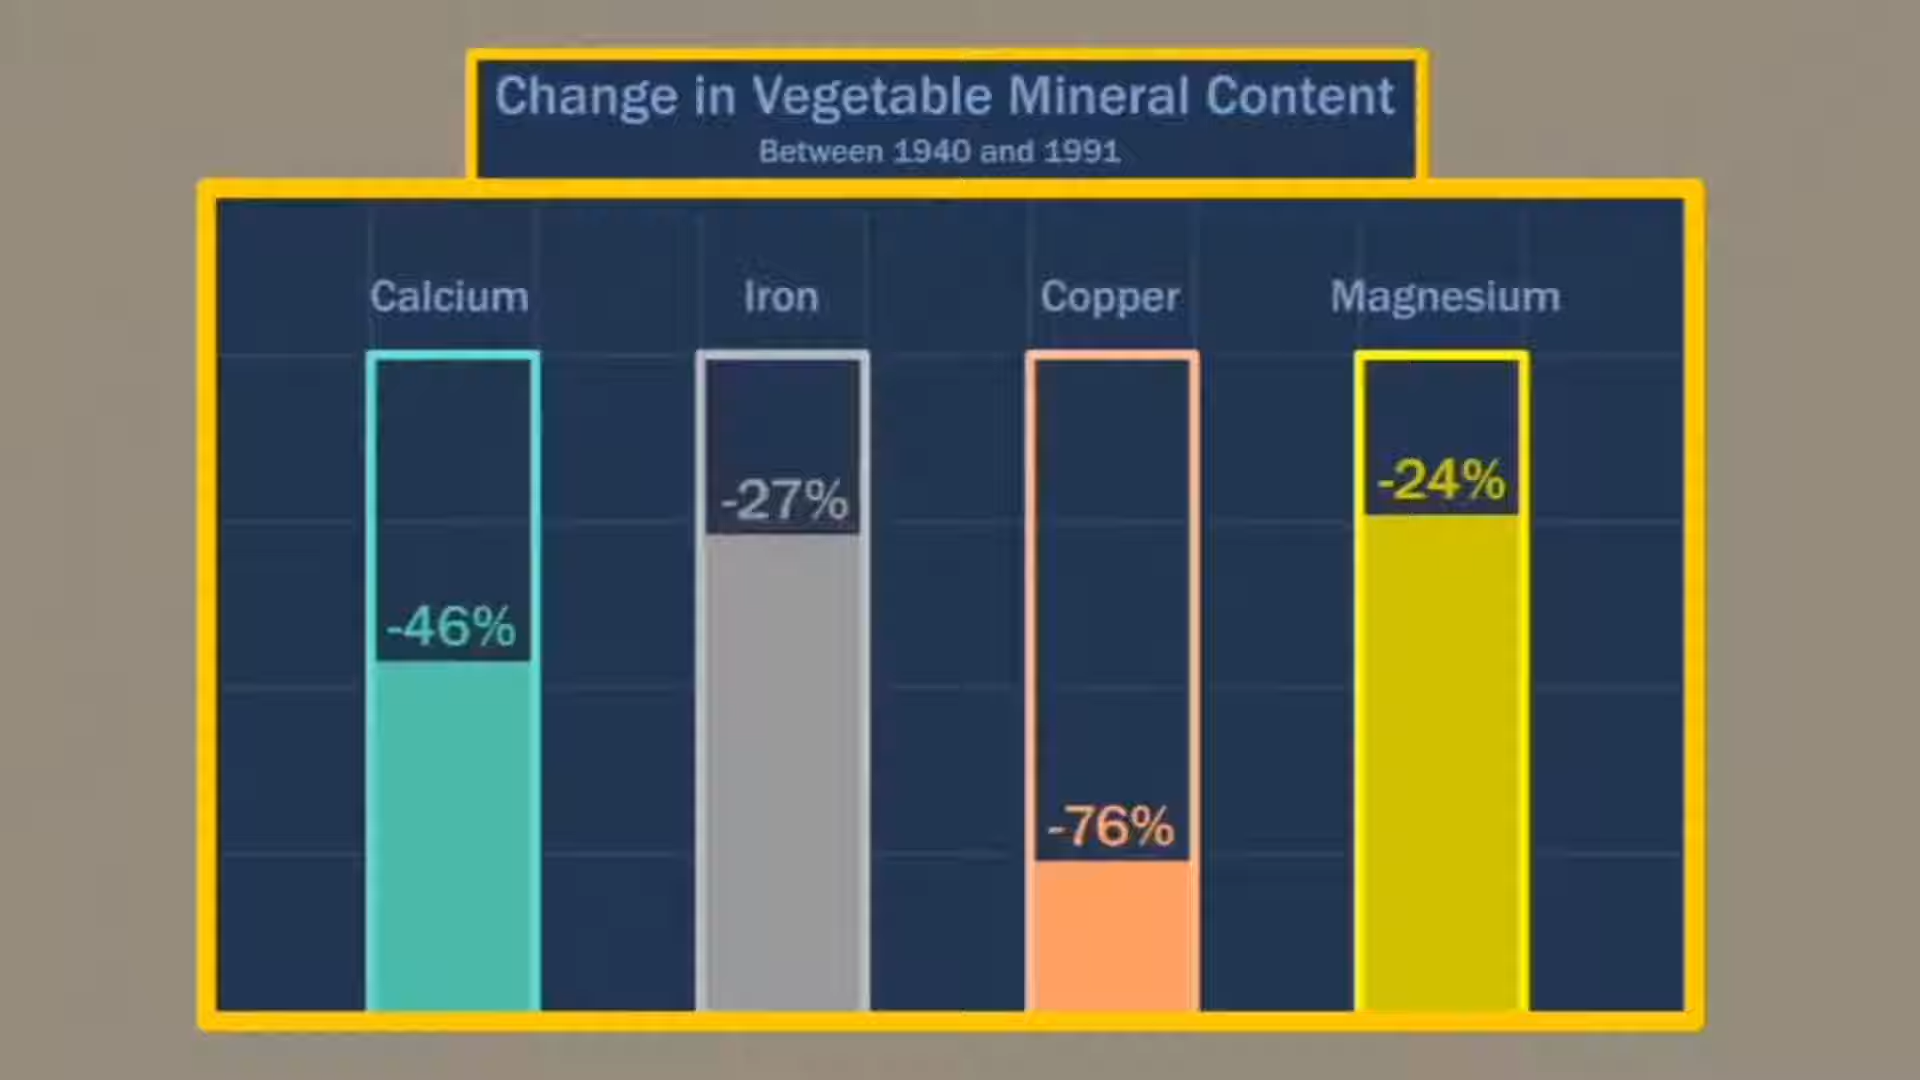 Change in Vegetable Mineral Content
Between 1940 and 1991
Calcium
Iron
Copper
Magnesium
-46%
-27%
-76%
-24%